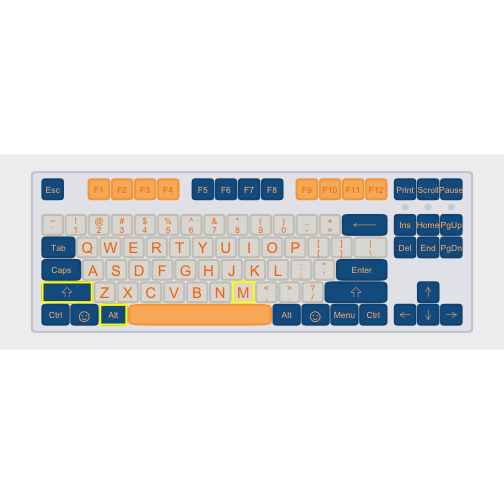 Esc F1 F2 F3 F4 F5 F6 F7 F8 F9 F10 F11 F12 Print Scroll Pause
~ ! @ # $ % ^ & * ( ) _ + ←
` 1 2 3 4 5 6 7 8 9 0 - = Ins Home PgUp
Tab Q W E R T Y U I O P { [ } ] | \ Del End PgDn
Caps A S D F G H J K L : ; " ' Enter
⇧ Z X C V B N M < , > . ? / ⇧ ↑
Ctrl ☺ Alt Alt ☺ Menu Ctrl ← ↓ →